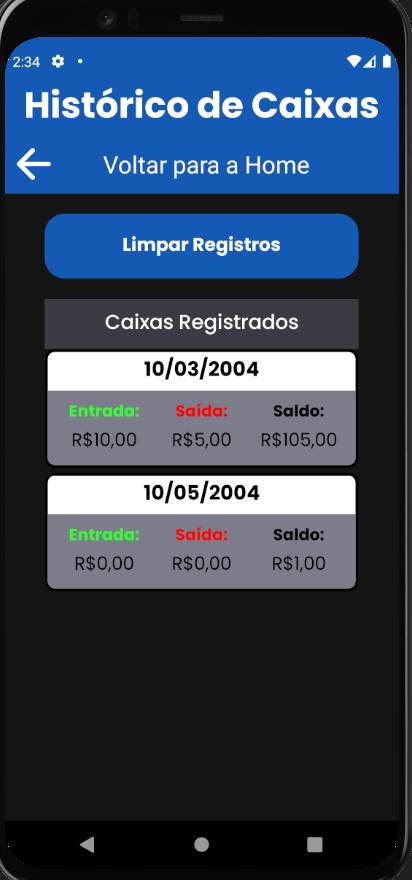 2:34
Histórico de Caixas
Voltar para a Home
Limpar Registros
Caixas Registrados
10/03/2004
Entrada: Saída: Saldo:
R$10,00 R$5,00 R$105,00
10/05/2004
Entrada: Saída: Saldo:
R$0,00 R$0,00 R$1,00